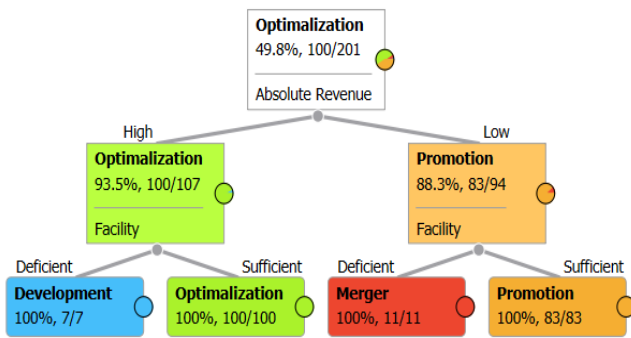 Optimalization
49.8%, 100/201
Absolute Revenue
High
Low
Optimalization
93.5%, 100/107
Facility
Promotion
88.3%, 83/94
Facility
Deficient
Sufficient
Deficient
Sufficient
Development
100%, 7/7
Optimalization
100%, 100/100
Merger
100%, 11/11
Promotion
100%, 83/83